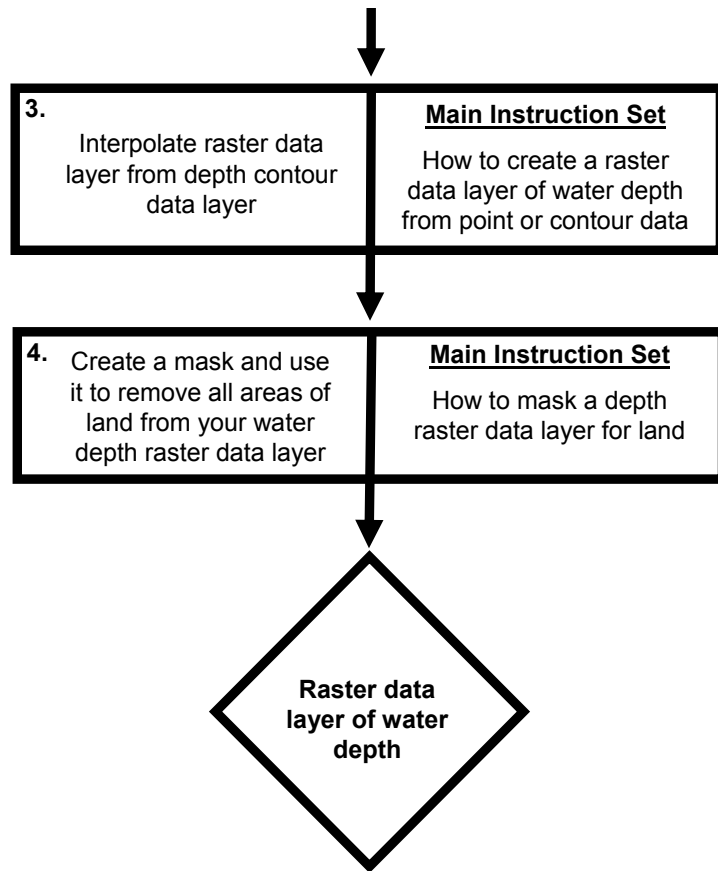 3.
Interpolate raster data
layer from depth contour
data layer
Main Instruction Set
How to create a raster
data layer of water depth
from point or contour data
4.
Create a mask and use
it to remove all areas of
land from your water
depth raster data layer
Main Instruction Set
How to mask a depth
raster data layer for land
Raster data
layer of water
depth